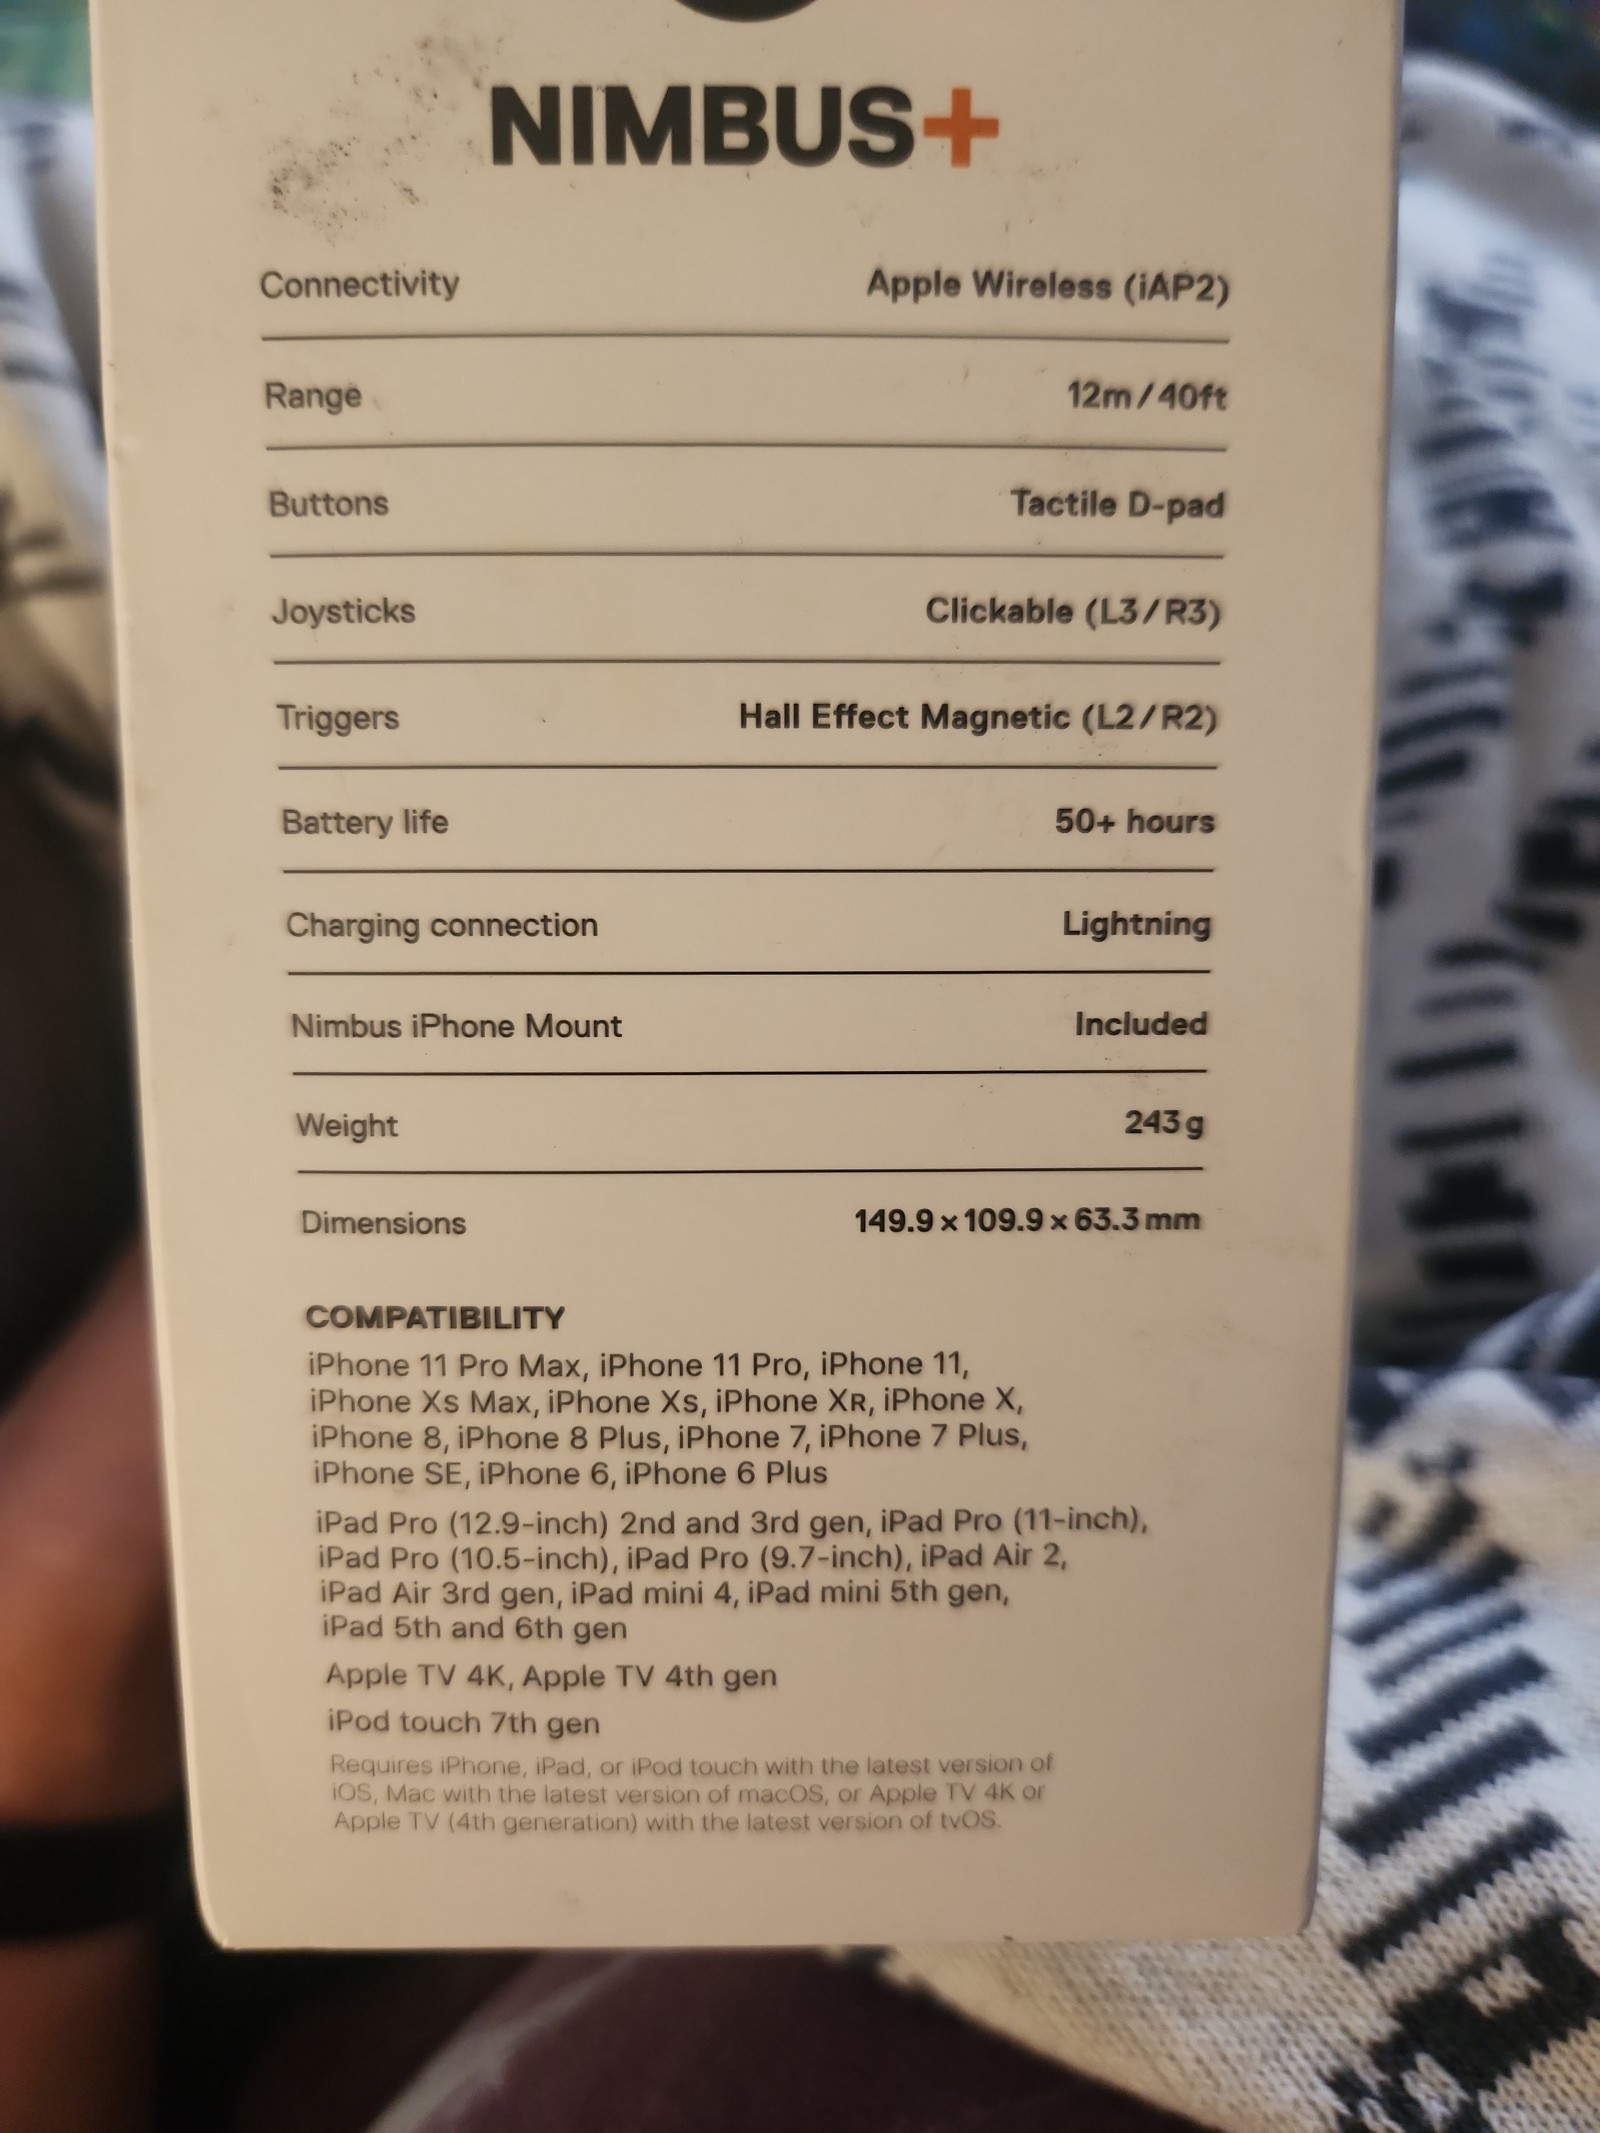 NIMBUS+
Connectivity Apple Wireless (iAP2)
Range 12m/40ft
Buttons Tactile D-pad
Joysticks Clickable (L3/R3)
Triggers Hall Effect Magnetic (L2/R2)
Battery life 50+ hours
Charging connection Lightning
Nimbus iPhone Mount Included
Weight 243g
Dimensions 149.9×109.9×63.3mm
COMPATIBILITY
iPhone 11 Pro Max, iPhone 11 Pro, iPhone 11,
iPhone Xs Max, iPhone Xs, iPhone XR, iPhone X,
iPhone 8, iPhone 8 Plus, iPhone 7, iPhone 7 Plus,
iPhone SE, iPhone 6, iPhone 6 Plus
iPad Pro (12.9-inch) 2nd and 3rd gen, iPad Pro (11-inch),
iPad Pro (10.5-inch), iPad Pro (9.7-inch), iPad Air 2,
iPad Air 3rd gen, iPad mini 4, iPad mini 5th gen,
iPad 5th and 6th gen
Apple TV 4K, Apple TV 4th gen
iPod touch 7th gen
Requires iPhone, iPad, or iPod touch with the latest version of
iOS, Mac with the latest version of macOS, or Apple TV 4K or
Apple TV (4th generation) with the latest version of tvOS.